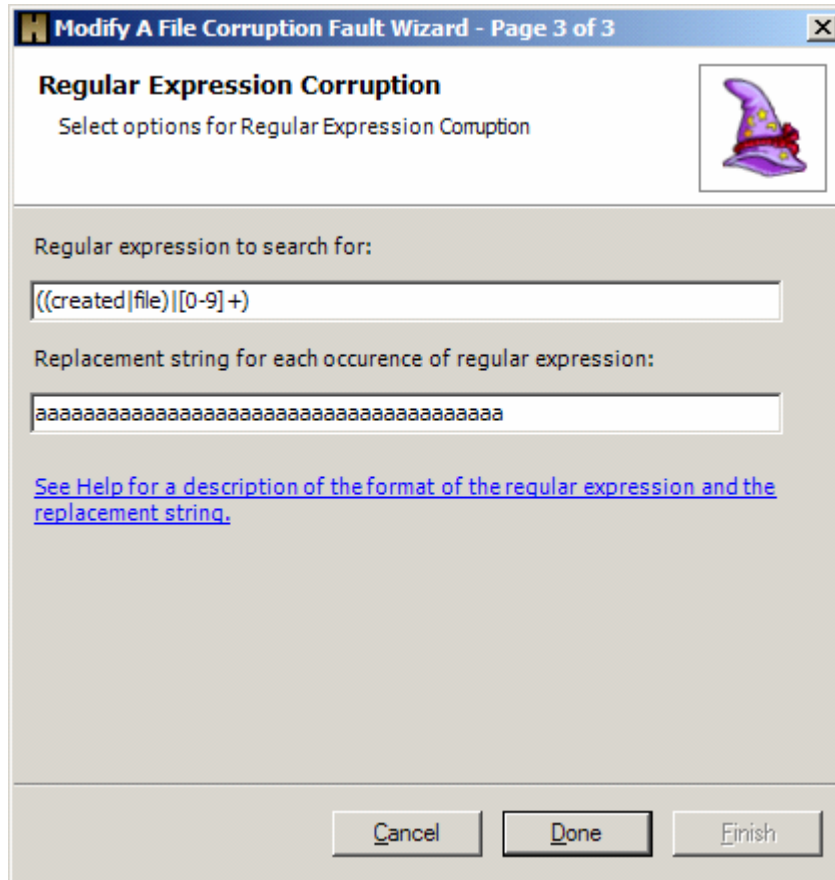 Modify A File Corruption Fault Wizard - Page 3 of 3
Regular Expression Corruption
Select options for Regular Expression Corruption
Regular expression to search for:
((created|file)|[0-9]+)
Replacement string for each occurence of regular expression:
aaaaaaaaaaaaaaaaaaaaaaaaaaaaaaaaaaaaaaa
See Help for a description of the format of the regular expression and the
replacement string.
Cancel
Done
Finish